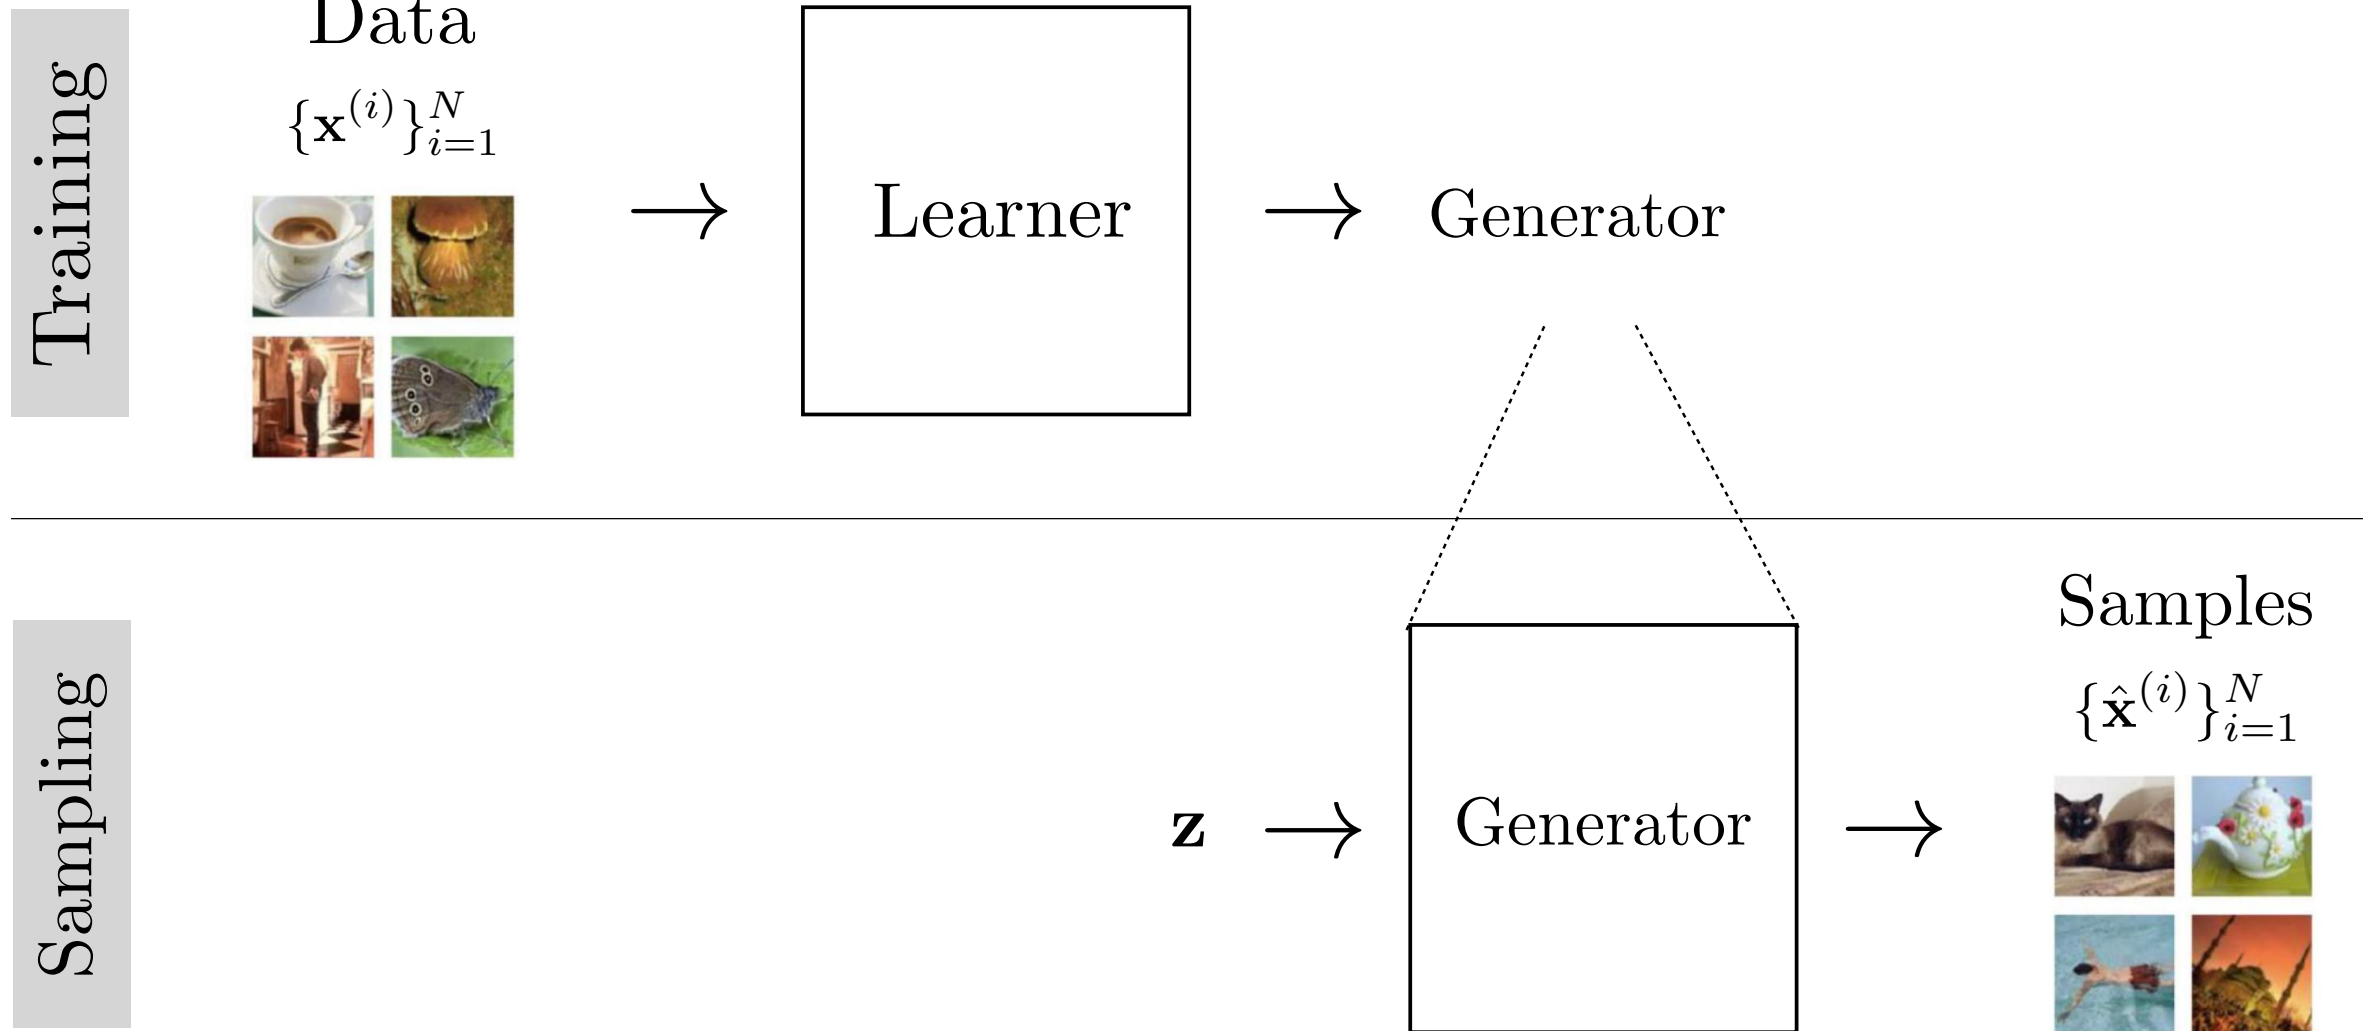 Training
Data
{x^(i)}_{i=1}^N
→ Learner → Generator
Sampling
z → Generator →
Samples
{x̂^(i)}_{i=1}^N